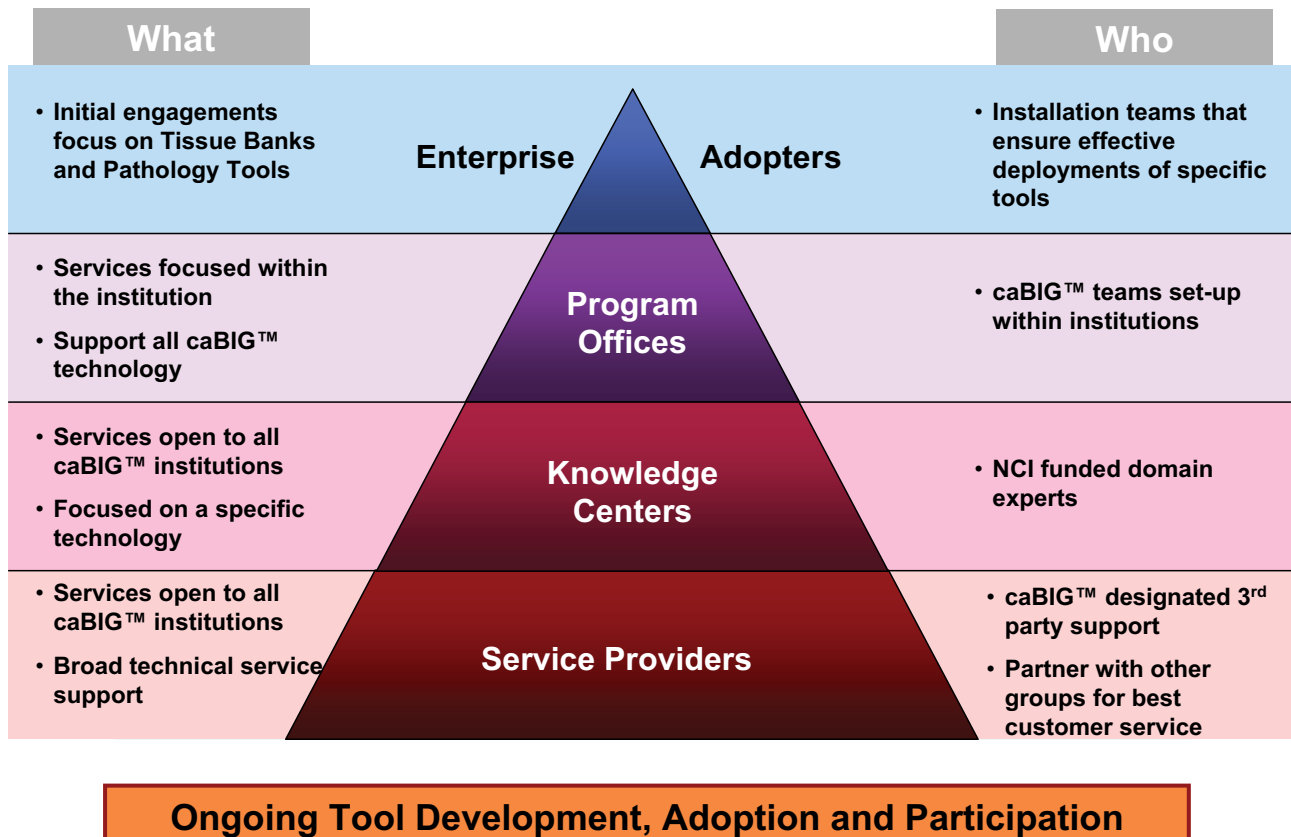 What
Who
• Initial engagements
focus on Tissue Banks
and Pathology Tools
Enterprise
Adopters
• Installation teams that
ensure effective
deployments of specific
tools
• Services focused within
the institution
• Support all caBIG™
technology
Program
Offices
• caBIG™ teams set-up
within institutions
• Services open to all
caBIG™ institutions
• Focused on a specific
technology
Knowledge
Centers
• NCI funded domain
experts
• Services open to all
caBIG™ institutions
• Broad technical service
support
Service Providers
• caBIG™ designated 3rd
party support
• Partner with other
groups for best
customer service
Ongoing Tool Development, Adoption and Participation